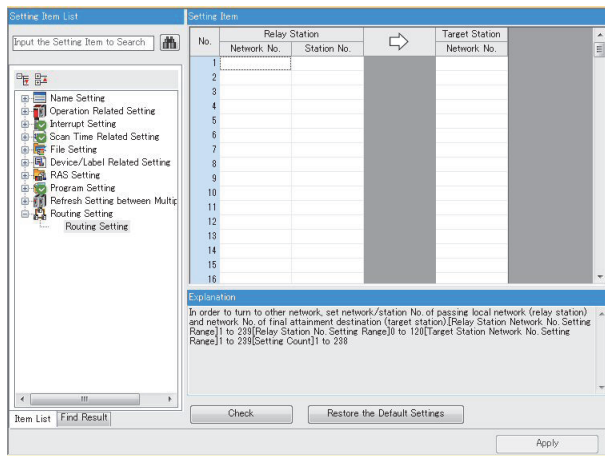 Setting Item List
Input the Setting Item to Search
Name Setting
Operation Related Setting
Interrupt Setting
Scan Time Related Setting
File Setting
Device/Label Related Setting
RAS Setting
Program Setting
Refresh Setting between Multip
Routing Setting
Routing Setting
Item List Find Result
Setting Item
No. Relay Station Target Station
Network No. Station No. Network No.
1
2
3
4
5
6
7
8
9
10
11
12
13
14
15
16
Explanation
In order to turn to other network, set network/station No. of passing local network (relay station)
and network No. of final attainment destination (target station).[Relay Station Network No. Setting
Range]1 to 239[Relay Station No. Setting Range]0 to 120[Target Station Network No. Setting
Range]1 to 239[Setting Count]1 to 238
Check Restore the Default Settings
Apply